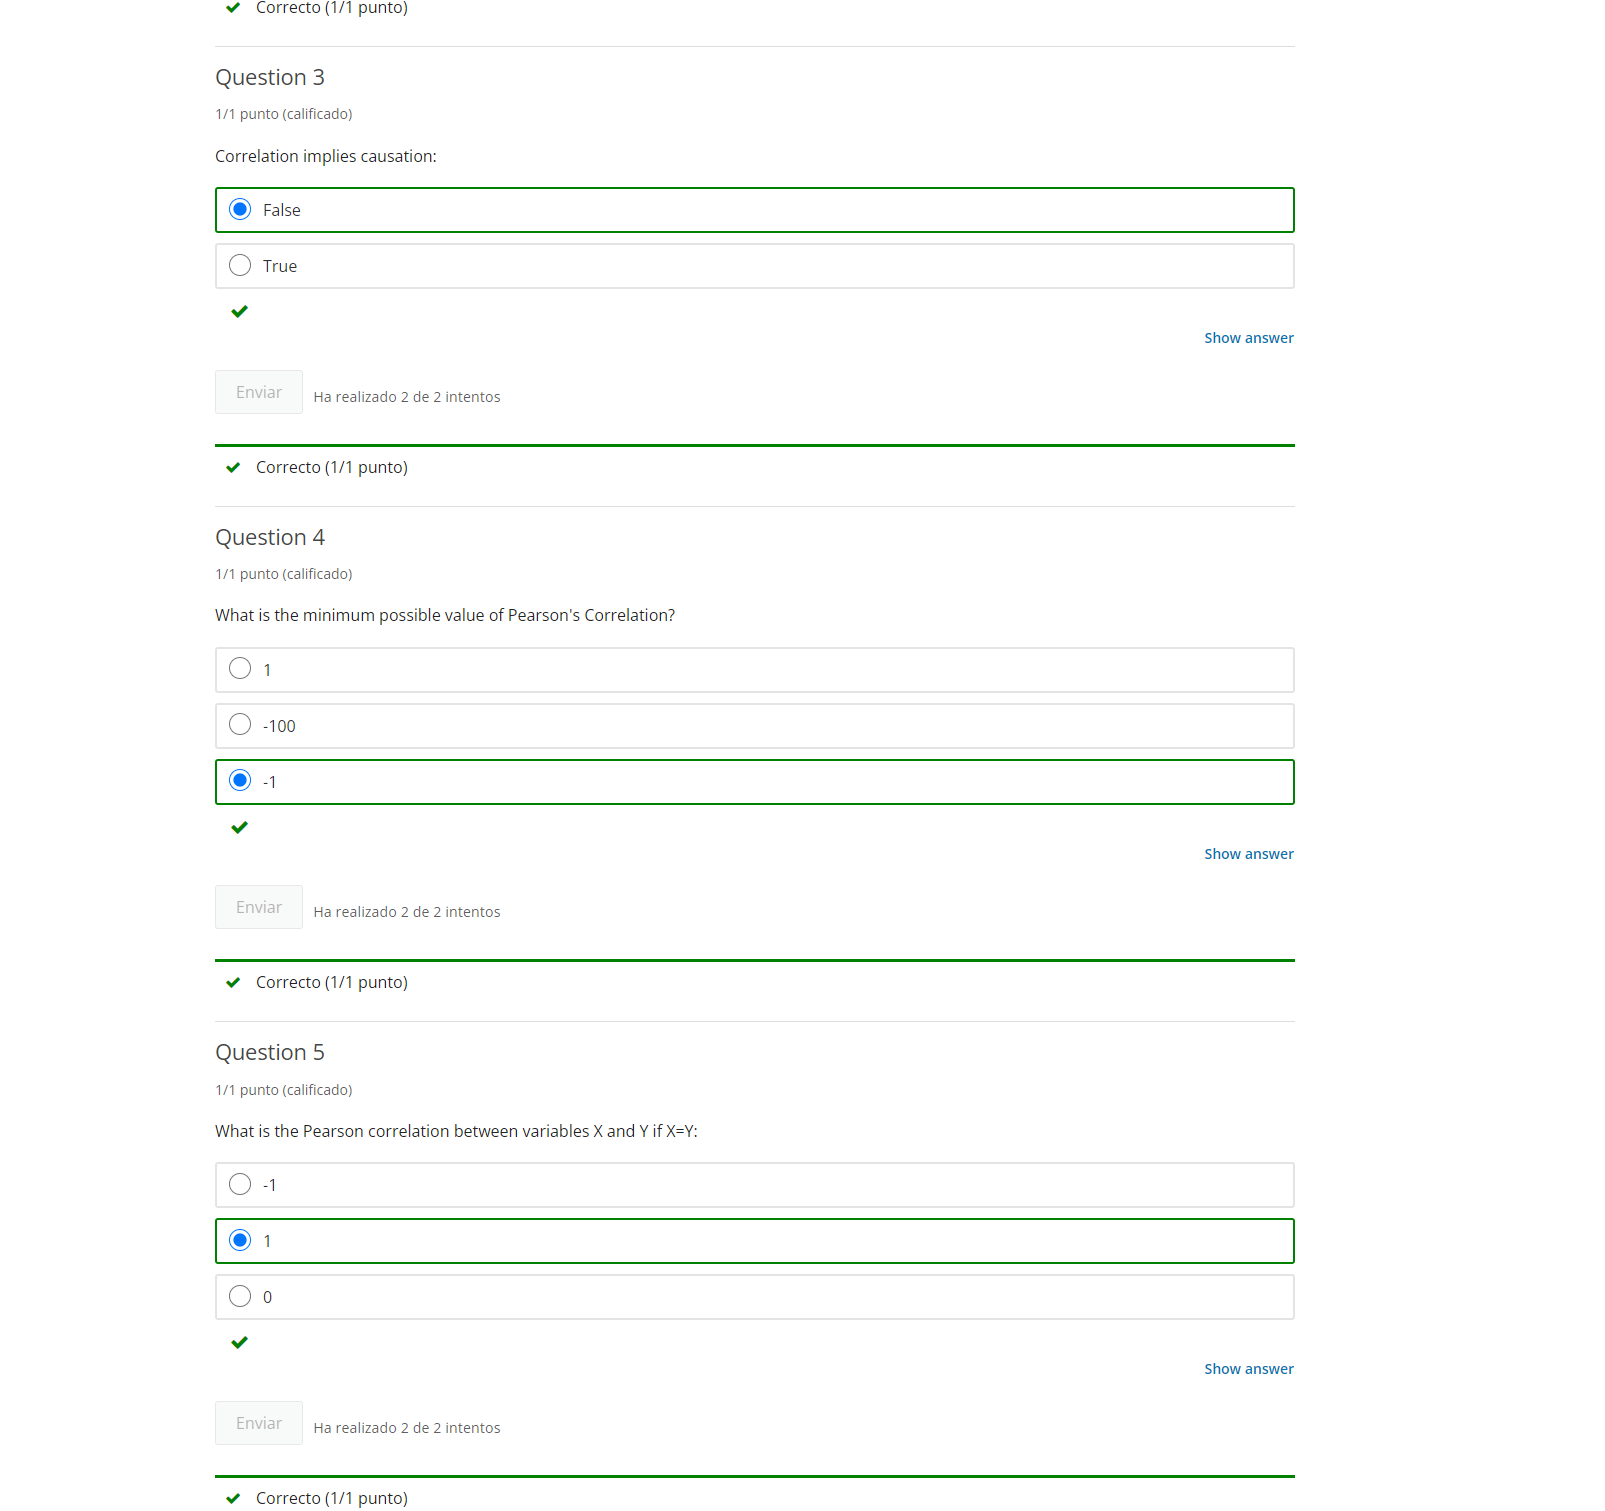 Correcto (1/1 punto)
Question 3
1/1 punto (calificado)
Correlation implies causation:
False
True
Show answer
Enviar
Ha realizado 2 de 2 intentos
Correcto (1/1 punto)
Question 4
1/1 punto (calificado)
What is the minimum possible value of Pearson's Correlation?
1
-100
-1
Show answer
Enviar
Ha realizado 2 de 2 intentos
Correcto (1/1 punto)
Question 5
1/1 punto (calificado)
What is the Pearson correlation between variables X and Y if X=Y:
-1
1
0
Show answer
Enviar
Ha realizado 2 de 2 intentos
Correcto (1/1 punto)